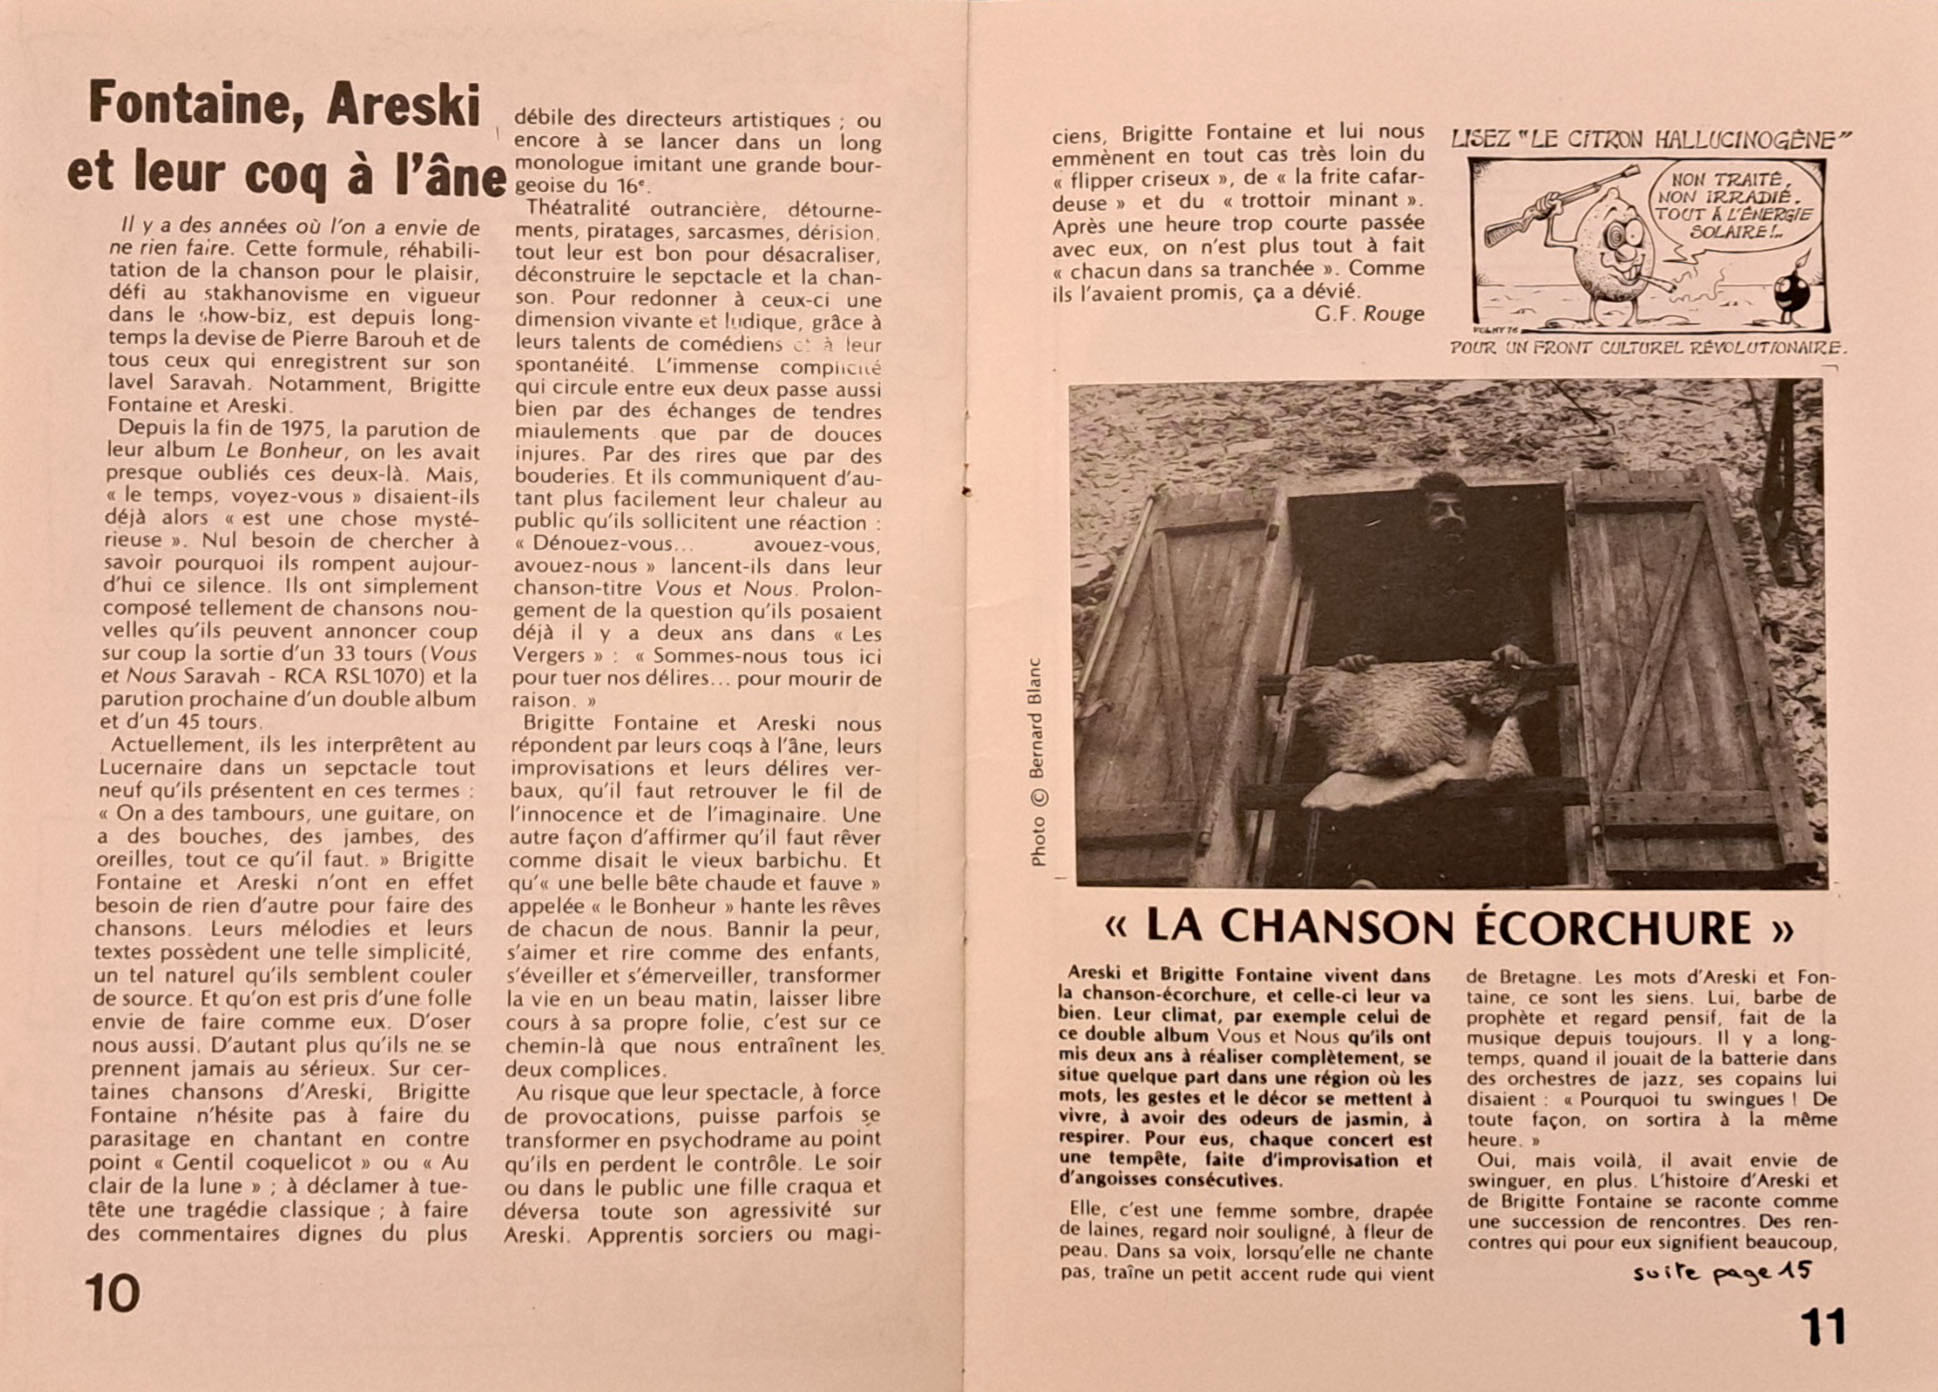 Fontaine, Areski
et leur coq à l'âne
Il y a des années où l'on a envie de
ne rien faire. Cette formule, réhabili-
tation de la chanson pour le plaisir,
défi au stakhanovisme en vigueur
dans le show-biz, est depuis long-
temps la devise de Pierre Barouh et de
tous ceux qui enregistrent sur son
lavel Saravah. Notamment, Brigitte
Fontaine et Areski.
Depuis la fin de 1975, la parution de
leur album Le Bonheur, on les avait
presque oubliés ces deux-là. Mais,
« le temps, voyez-vous » disaient-ils
déjà alors « est une chose mysté-
rieuse ». Nul besoin de chercher à
savoir pourquoi ils rompent aujour-
d'hui ce silence. Ils ont simplement
composé tellement de chansons nou-
velles qu'ils peuvent annoncer coup
sur coup la sortie d'un 33 tours (Vous
et Nous Saravah - RCA RSL1070) et la
parution prochaine d'un double album
et d'un 45 tours.
Actuellement, ils les interprêtent au
Lucernaire dans un sepctacle tout
neuf qu'ils présentent en ces termes :
« On a des tambours, une guitare, on
a des bouches, des jambes, des
oreilles, tout ce qu'il faut. » Brigitte
Fontaine et Areski n'ont en effet
besoin de rien d'autre pour faire des
chansons. Leurs mélodies et leurs
textes possèdent une telle simplicité,
un tel naturel qu'ils semblent couler
de source. Et qu'on est pris d'une folle
envie de faire comme eux. D'oser
nous aussi. D'autant plus qu'ils ne se
prennent jamais au sérieux. Sur cer-
taines chansons d'Areski, Brigitte
Fontaine n'hésite pas à faire du
parasitage en chantant en contre
point « Gentil coquelicot » ou « Au
clair de la lune » ; à déclamer à tue-
tête une tragédie classique ; à faire
des commentaires dignes du plus
10
débile des directeurs artistiques ; ou
encore à se lancer dans un long
monologue imitant une grande bour-
geoise du 16e.
Théatralité outrancière, détourne-
ments, piratages, sarcasmes, dérision,
tout leur est bon pour désacraliser,
déconstruire le sepctacle et la chan-
son. Pour redonner à ceux-ci une
dimension vivante et ludique, grâce à
leurs talents de comédiens et à leur
spontanéité. L'immense complicité
qui circule entre eux deux passe aussi
bien par des échanges de tendres
miaulements que par de douces
injures. Par des rires que par des
bouderies. Et ils communiquent d'au-
tant plus facilement leur chaleur au
public qu'ils sollicitent une réaction :
« Dénouez-vous... avouez-vous,
avouez-nous » lancent-ils dans leur
chanson-titre Vous et Nous. Prolon-
gement de la question qu'ils posaient
déjà il y a deux ans dans « Les
Vergers » : « Sommes-nous tous ici
pour tuer nos délires... pour mourir de
raison. »
Brigitte Fontaine et Areski nous
répondent par leurs coqs à l'âne, leurs
improvisations et leurs délires ver-
baux, qu'il faut retrouver le fil de
l'innocence et de l'imaginaire. Une
autre façon d'affirmer qu'il faut rêver
comme disait le vieux barbichu. Et
qu'« une belle bête chaude et fauve »
appelée « le Bonheur » hante les rêves
de chacun de nous. Bannir la peur,
s'aimer et rire comme des enfants,
s'éveiller et s'émerveiller, transformer
la vie en un beau matin, laisser libre
cours à sa propre folie, c'est sur ce
chemin-là que nous entraînent les
deux complices.
Au risque que leur spectacle, à force
de provocations, puisse parfois se
transformer en psychodrame au point
qu'ils en perdent le contrôle. Le soir
ou dans le public une fille craqua et
déversa toute son agressivité sur
Areski. Apprentis sorciers ou magi-
ciens, Brigitte Fontaine et lui nous
emmènent en tout cas très loin du
« flipper criseux », de « la frite cafar-
deuse » et du « trottoir minant ».
Après une heure trop courte passée
avec eux, on n'est plus tout à fait
« chacun dans sa tranchée ». Comme
ils l'avaient promis, ça a dévié.
G.F. Rouge
LISEZ "LE CITRON HALLUCINOGÈNE"
NON TRAITÉ,
NON IRRADIÉ.
TOUT À L'ÉNERGIE
SOLAIRE !..
POUR UN FRONT CULTUREL RÉVOLUTIONAIRE.
Photo © Bernard Blanc
« LA CHANSON ÉCORCHURE »
Areski et Brigitte Fontaine vivent dans
la chanson-écorchure, et celle-ci leur va
bien. Leur climat, par exemple celui de
ce double album Vous et Nous qu'ils ont
mis deux ans à réaliser complètement, se
situe quelque part dans une région où les
mots, les gestes et le décor se mettent à
vivre, à avoir des odeurs de jasmin, à
respirer. Pour eus, chaque concert est
une tempête, faite d'improvisation et
d'angoisses consécutives.
Elle, c'est une femme sombre, drapée
de laines, regard noir souligné, à fleur de
peau. Dans sa voix, lorsqu'elle ne chante
pas, traîne un petit accent rude qui vient
de Bretagne. Les mots d'Areski et Fon-
taine, ce sont les siens. Lui, barbe de
prophète et regard pensif, fait de la
musique depuis toujours. Il y a long-
temps, quand il jouait de la batterie dans
des orchestres de jazz, ses copains lui
disaient : « Pourquoi tu swingues ! De
toute façon, on sortira à la même
heure. »
Oui, mais voilà, il avait envie de
swinguer, en plus. L'histoire d'Areski et
de Brigitte Fontaine se raconte comme
une succession de rencontres. Des ren-
contres qui pour eux signifient beaucoup,
suite page 15
11